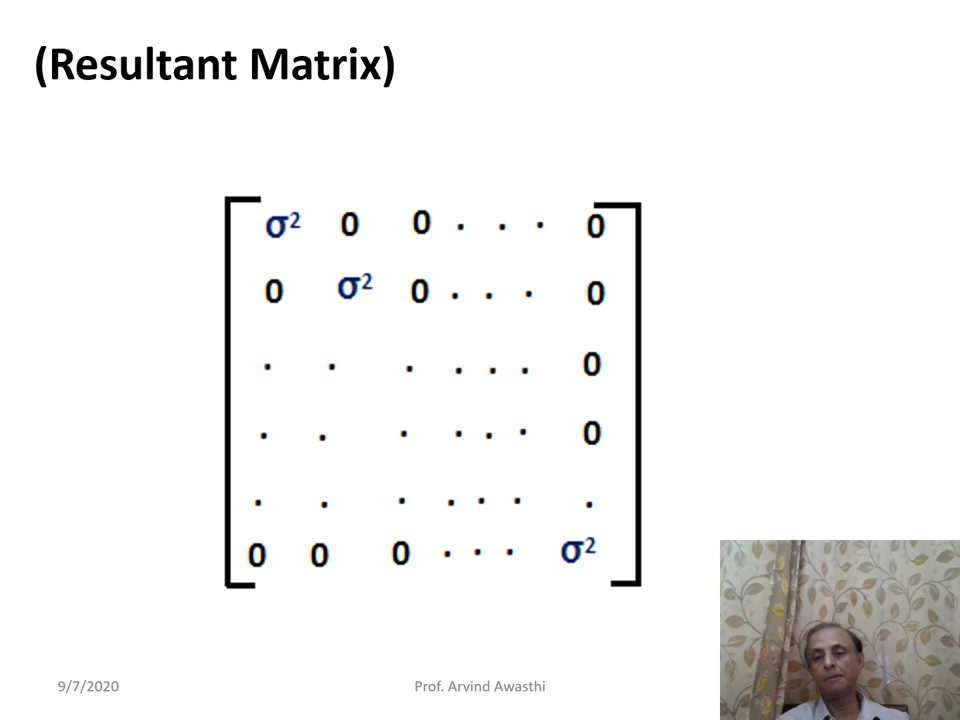 (Resultant Matrix)
σ² 0 0 . . . 0
0 σ² 0 . . . 0
. . . . . . 0
. . . . . . 0
. . . . . . .
0 0 0 . . . σ²
9/7/2020 Prof. Arvind Awasthi